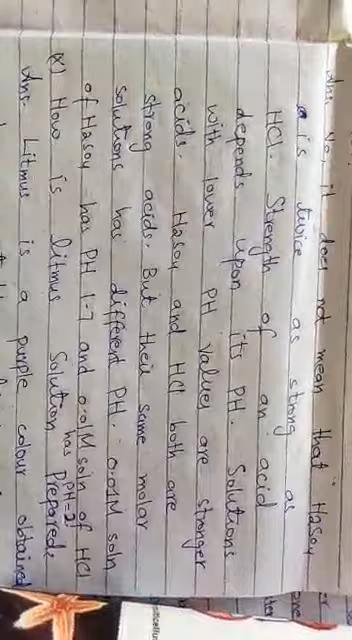 Ans. No, it does not mean that H2SO4
is twice as strong as
HCl. Strength of an acid
depends upon its PH. Solutions
with lower PH values are stronger
acids. H2SO4 and HCl both are
strong acids. But their same molar
solutions has different PH. 0.01M soln
of H2SO4 has PH 1.7 and 0.01M soln of HCl
has PH=2
(x) How is litmus Solution prepared?
Ans. Litmus is a purple colour obtained